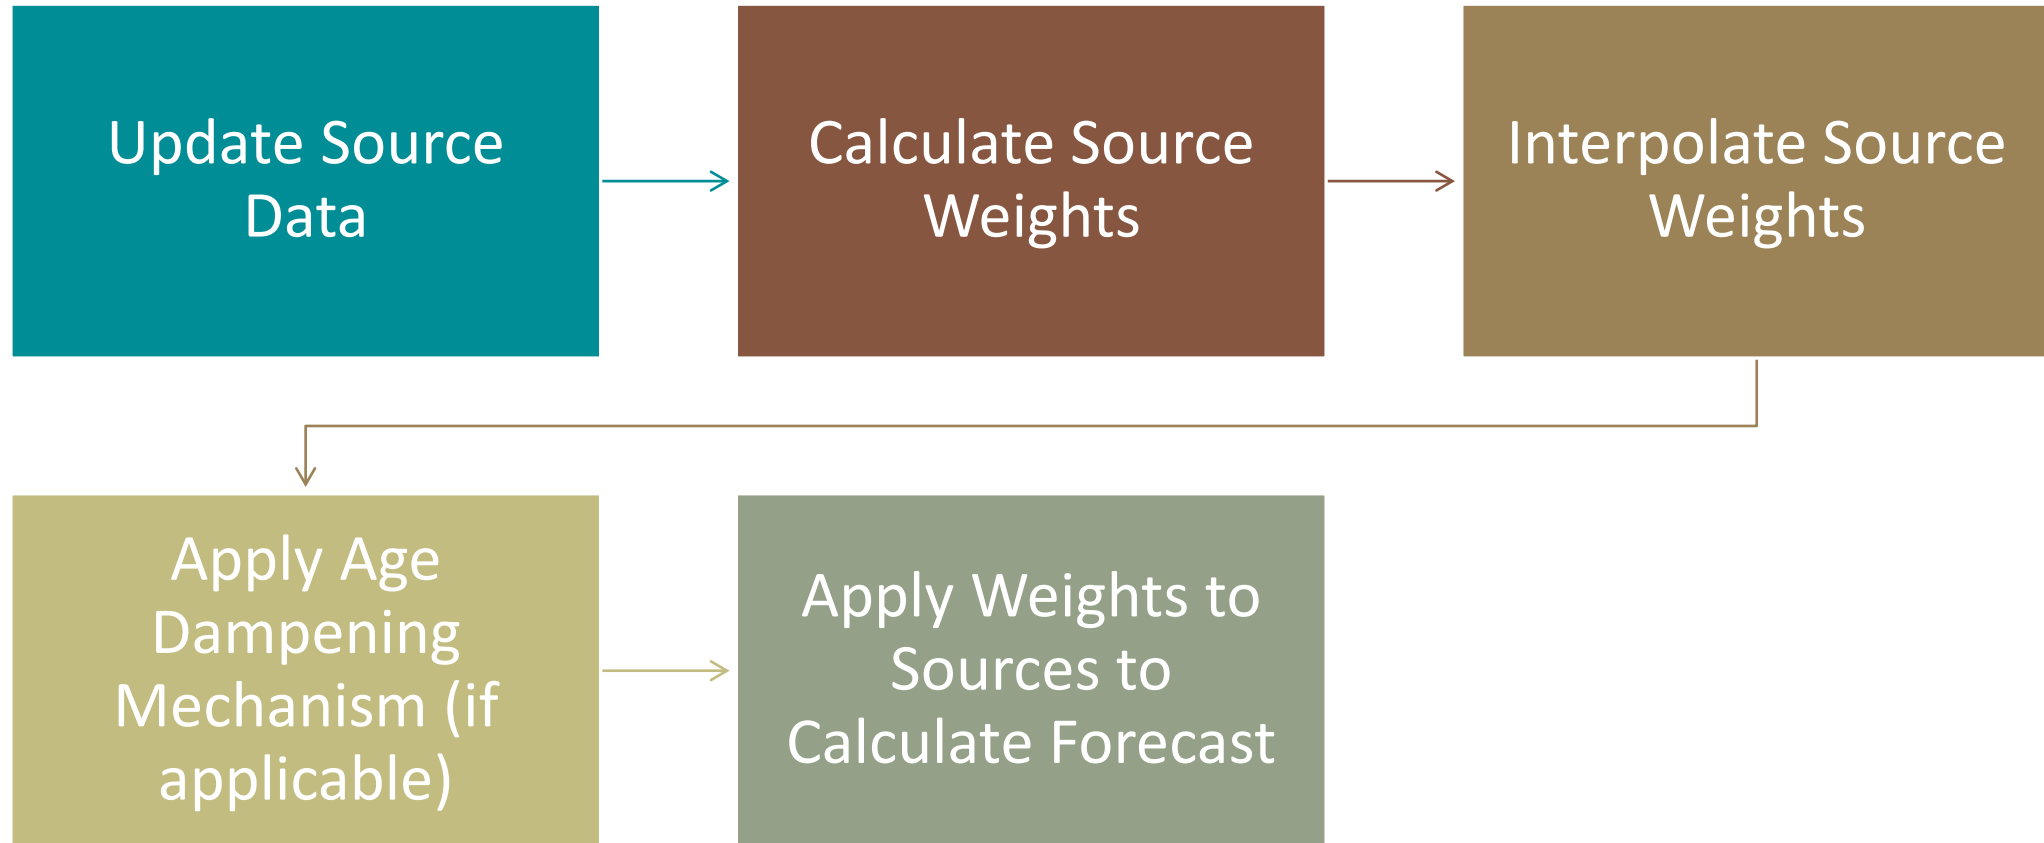 Update Source
Data
Calculate Source
Weights
Interpolate Source
Weights
Apply Age
Dampening
Mechanism (if
applicable)
Apply Weights to
Sources to
Calculate Forecast